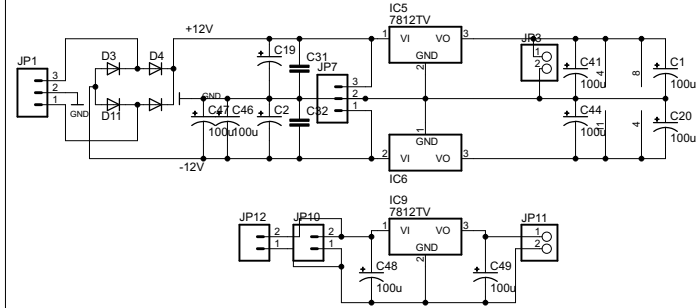 IC5
7812TV
+12V
JP1
D3
D4
C19
C31
JP7
1
VI
VO
3
GND
2
JP3
1
2
C41
100u
4
8
C1
100u
3
2
1
GND
D11
GND
C47
100u
C46
100u
C2
C32
3
2
1
C44
100u
11
4
C20
100u
-12V
1
GND
2
VI
VO
3
IC6
IC9
7812TV
JP12
JP10
2
1
2
1
1
VI
VO
3
GND
2
JP11
1
2
C48
100u
C49
100u